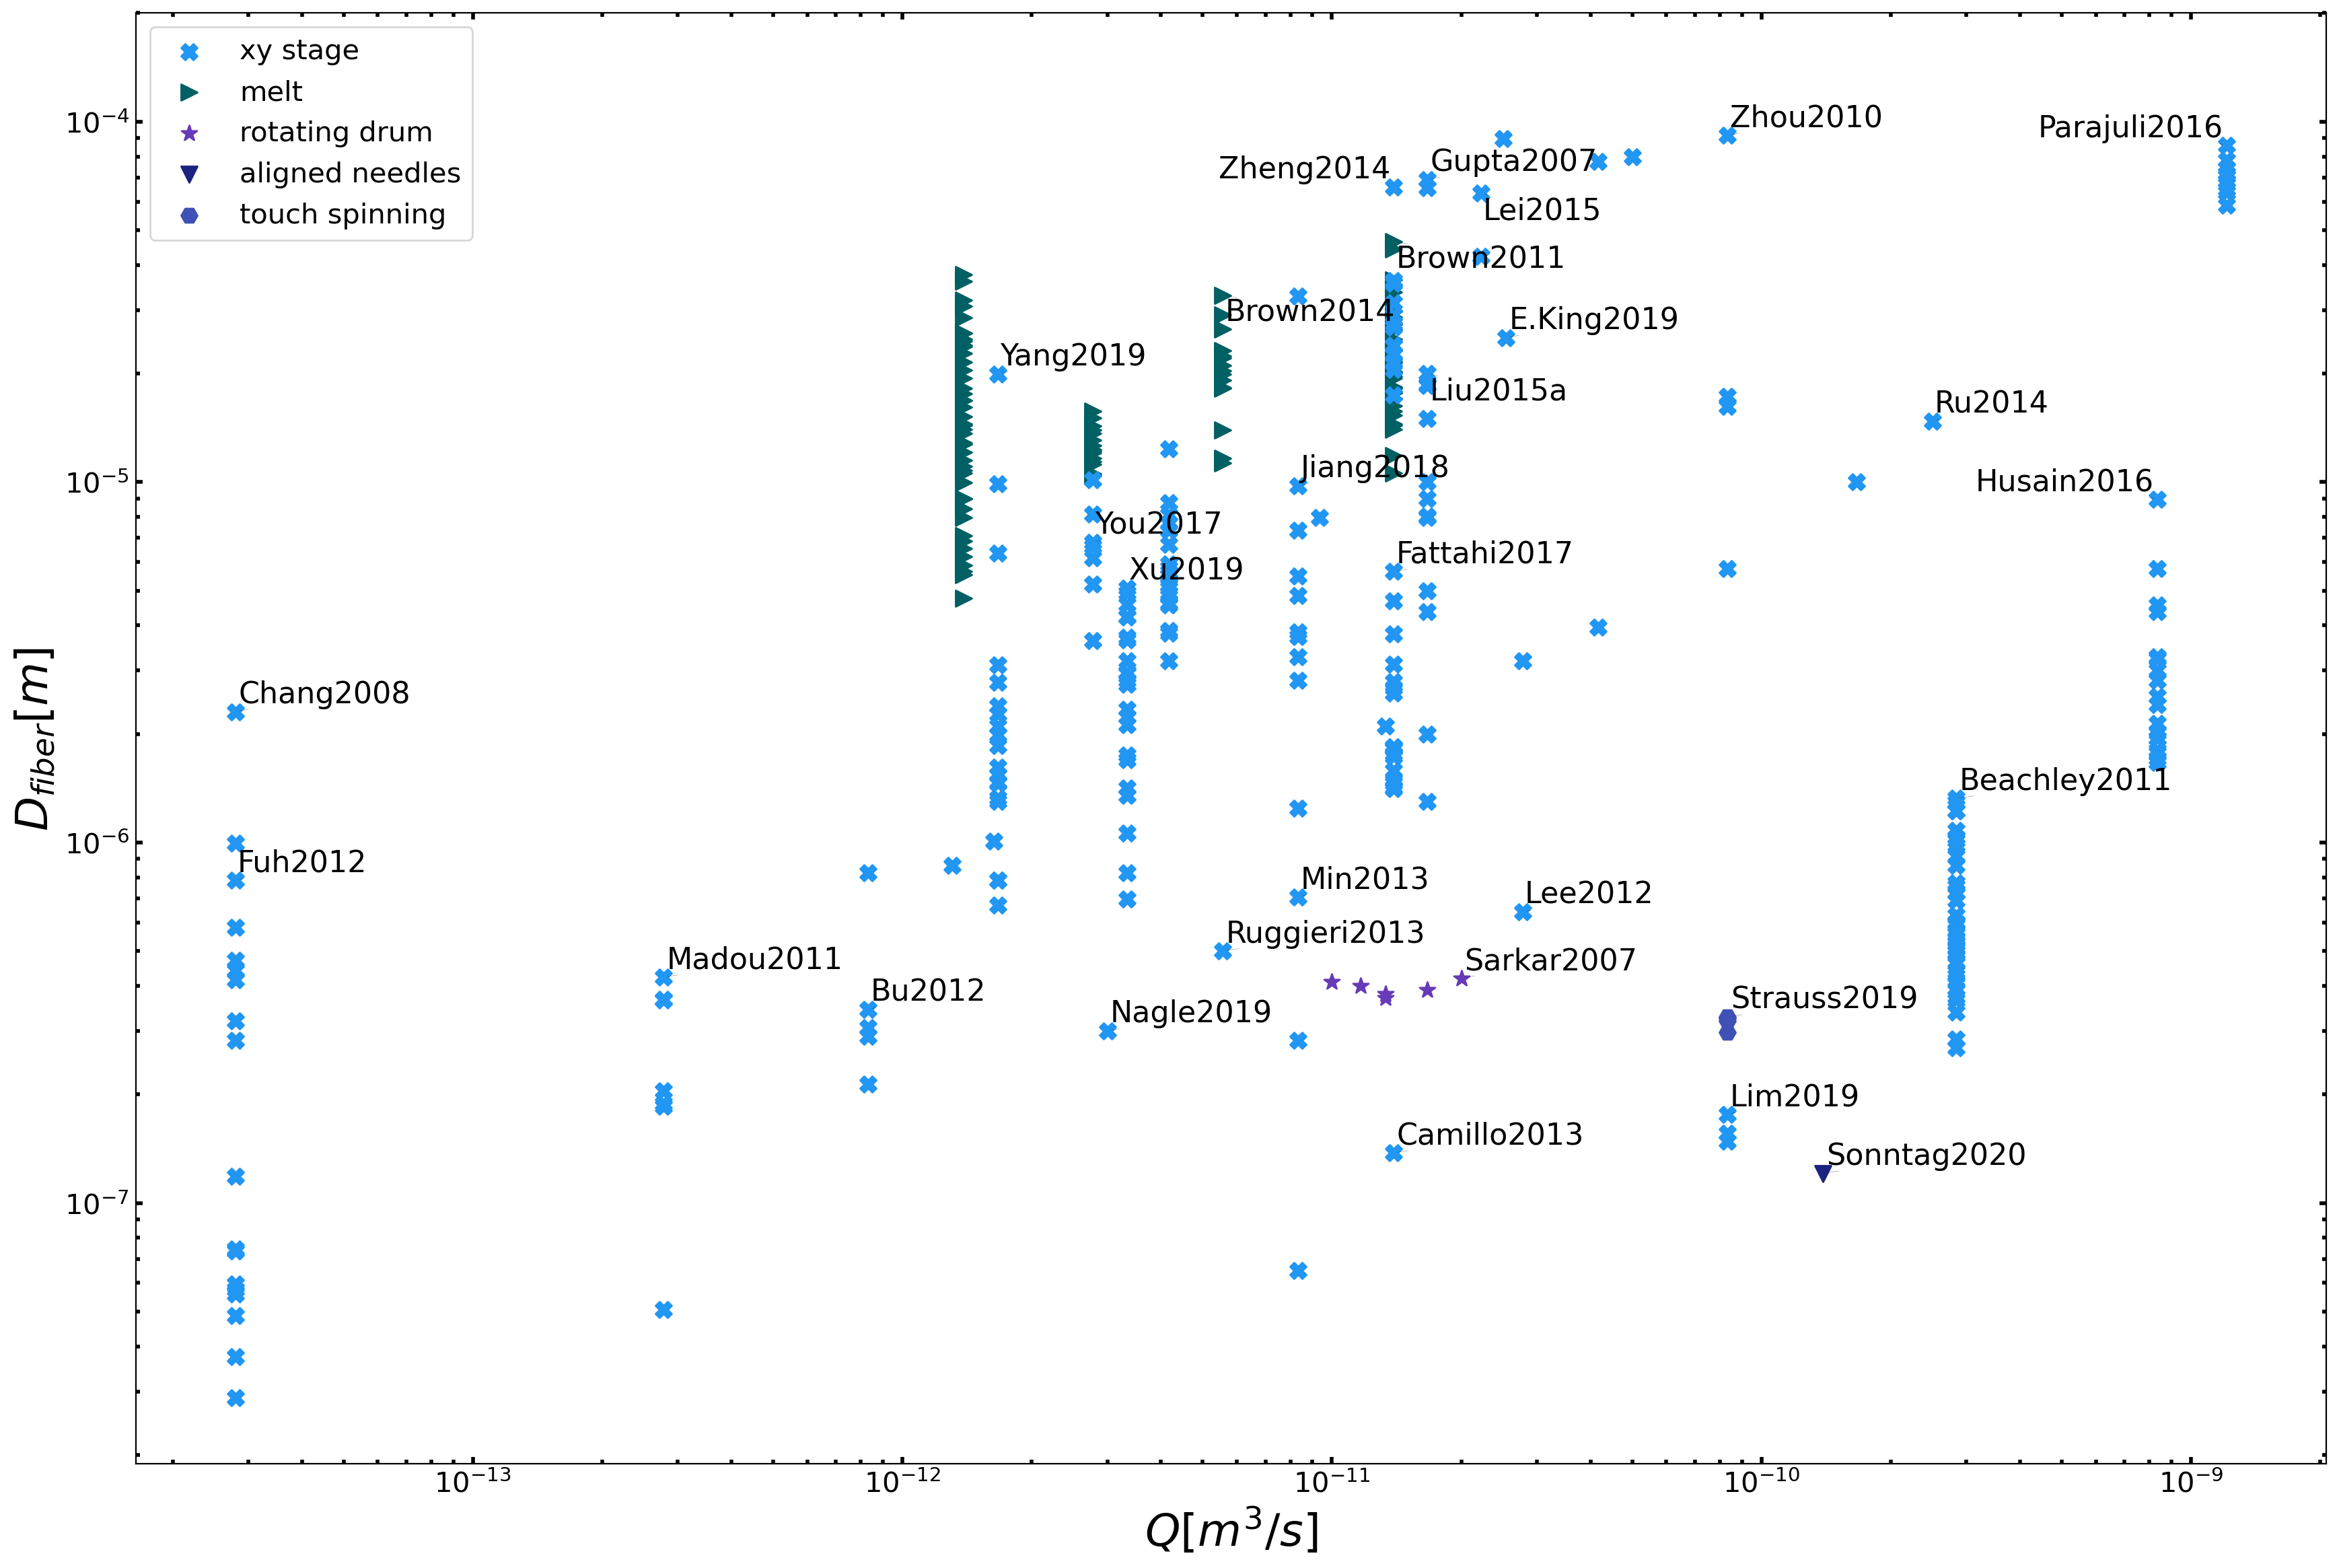 xy stage
melt
rotating drum
aligned needles
touch spinning
10⁻⁴
10⁻⁵
10⁻⁶
10⁻⁷
D_fiber[m]
Zhou2010
Parajuli2016
Zheng2014
Gupta2007
Lei2015
Brown2011
Brown2014
E.King2019
Yang2019
Liu2015a
Ru2014
Jiang2018
Husain2016
You2017
Fattahi2017
Xu2019
Chang2008
Beachley2011
Fuh2012
Min2013
Lee2012
Ruggieri2013
Madou2011
Sarkar2007
Bu2012
Strauss2019
Nagle2019
Lim2019
Camillo2013
Sonntag2020
10⁻¹³
10⁻¹²
10⁻¹¹
10⁻¹⁰
10⁻⁹
Q[m³/s]